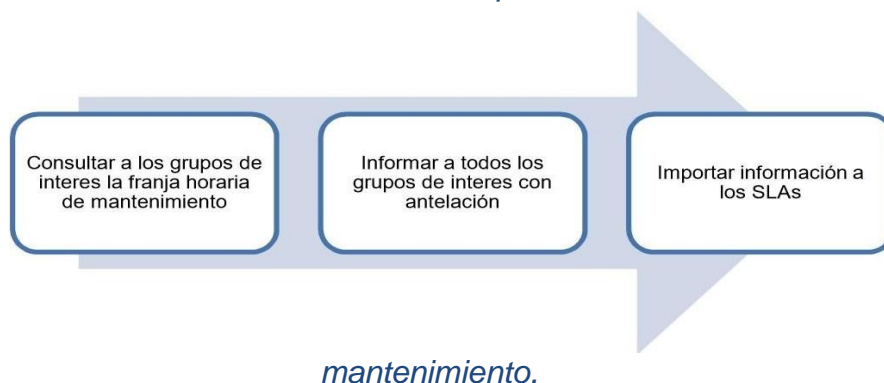 Consultar a los grupos de
interes la franja horaria
de mantenimiento
Informar a todos los
grupos de interes con
antelación
Importar información a
los SLAs
mantenimiento.